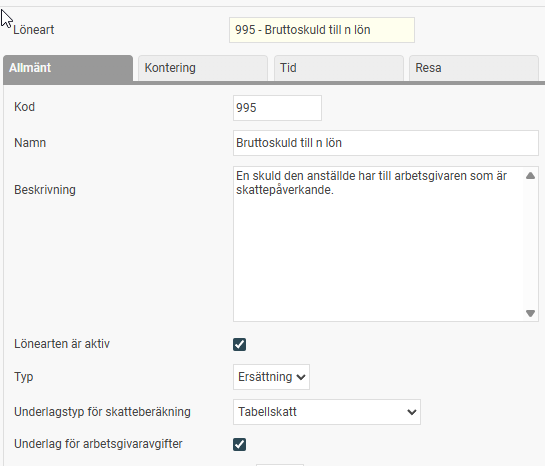 Löneart 995 - Bruttoskuld till n lön
Allmänt Kontering Tid Resa
Kod 995
Namn Bruttoskuld till n lön
Beskrivning En skuld den anställde har till arbetsgivaren som är
skattepåverkande.
Lönearten är aktiv
Typ Ersättning
Underlagstyp för skatteberäkning Tabellskatt
Underlag för arbetsgivaravgifter